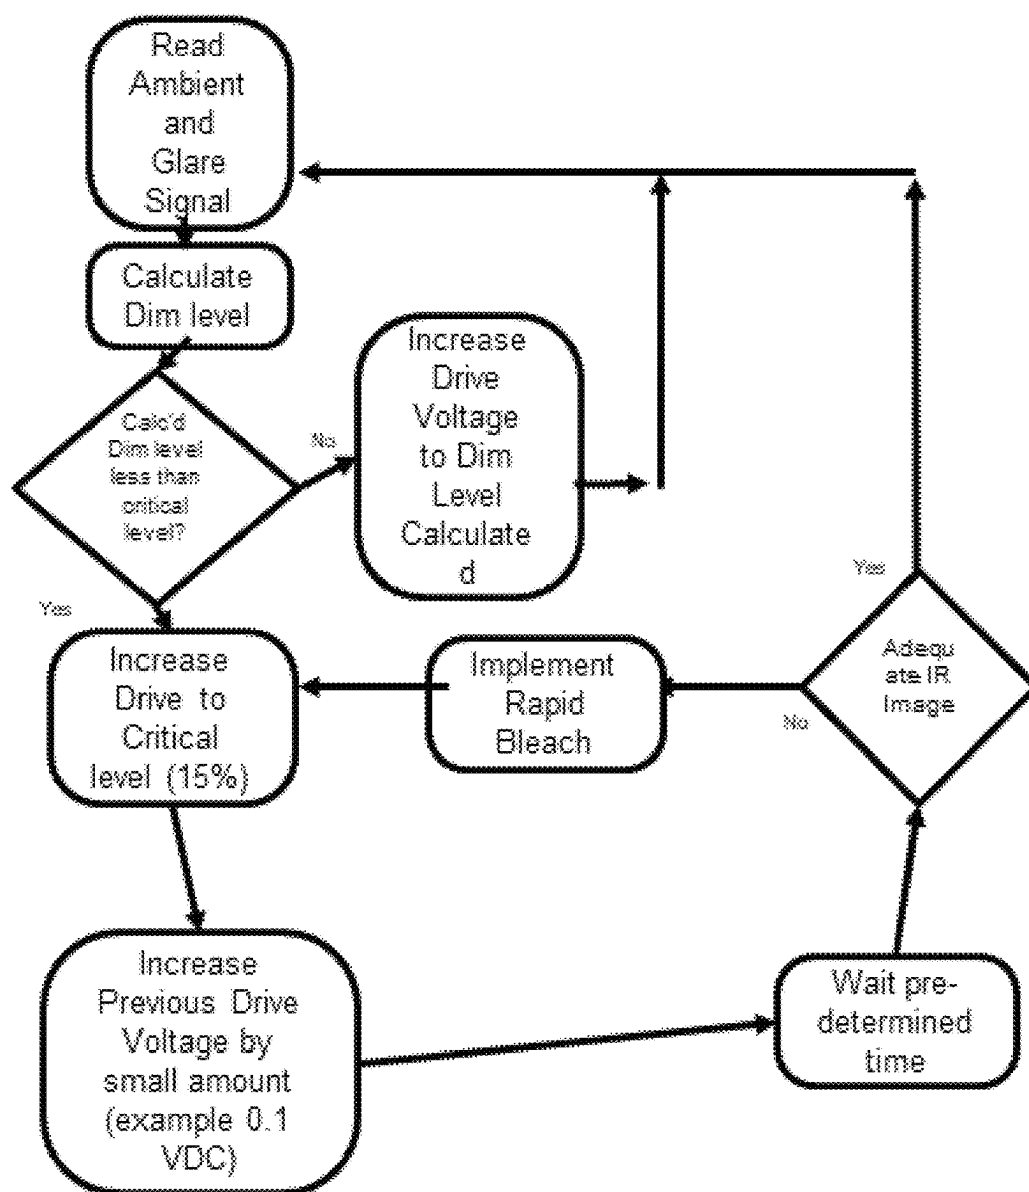 Read
Ambient
and
Glare
Signal
Calculate
Dim level
Calc'd
Dim level
less than
critical
level?
No
Increase
Drive
Voltage
to Dim
Level
Calculate
d
Yes
Increase
Drive to
Critical
level (15%)
Implement
Rapid
Bleach
Yes
Adequ
ate IR
Image
No
Increase
Previous Drive
Voltage by
small amount
(example 0.1
VDC)
Wait pre-
determined
time